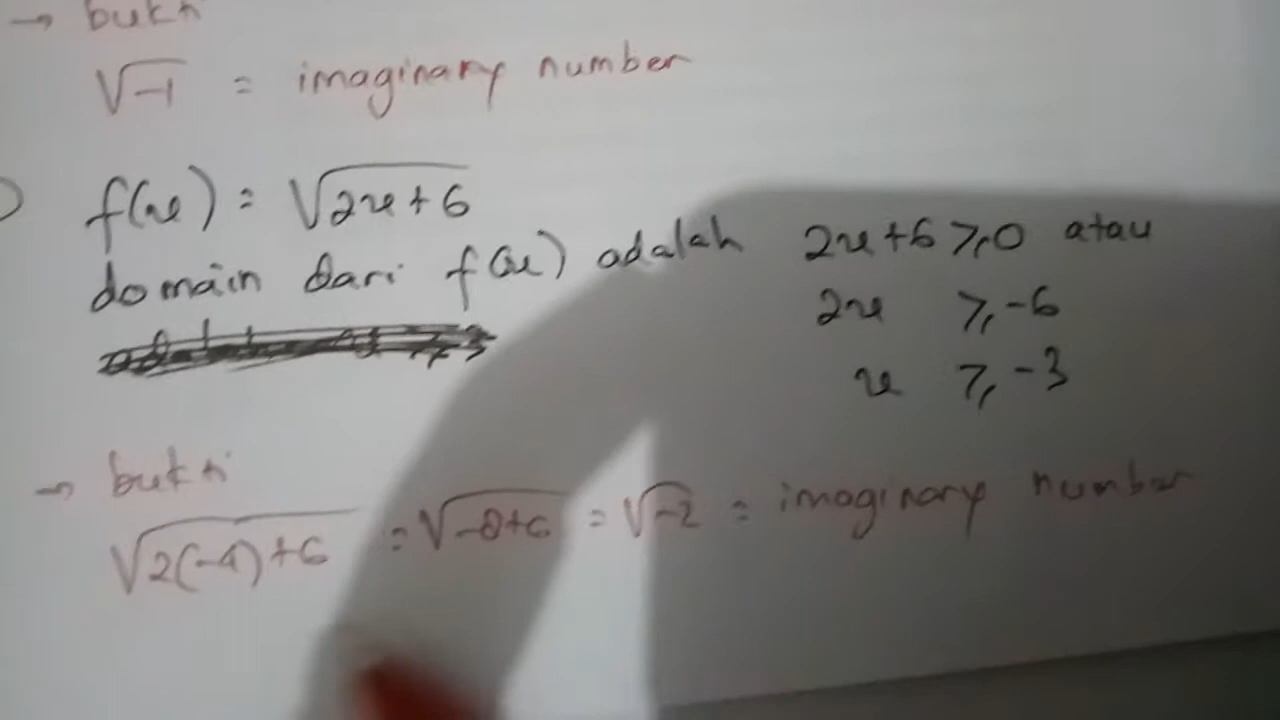 → bukti
√-1 = imaginary number
) f(x) = √2x+6
domain dari f(x) adalah 2x+6 ≥ 0 atau
2x ≥ -6
x ≥ -3
→ bukti
√2(-4)+6 = √-8+6 = √-2 = imaginary number